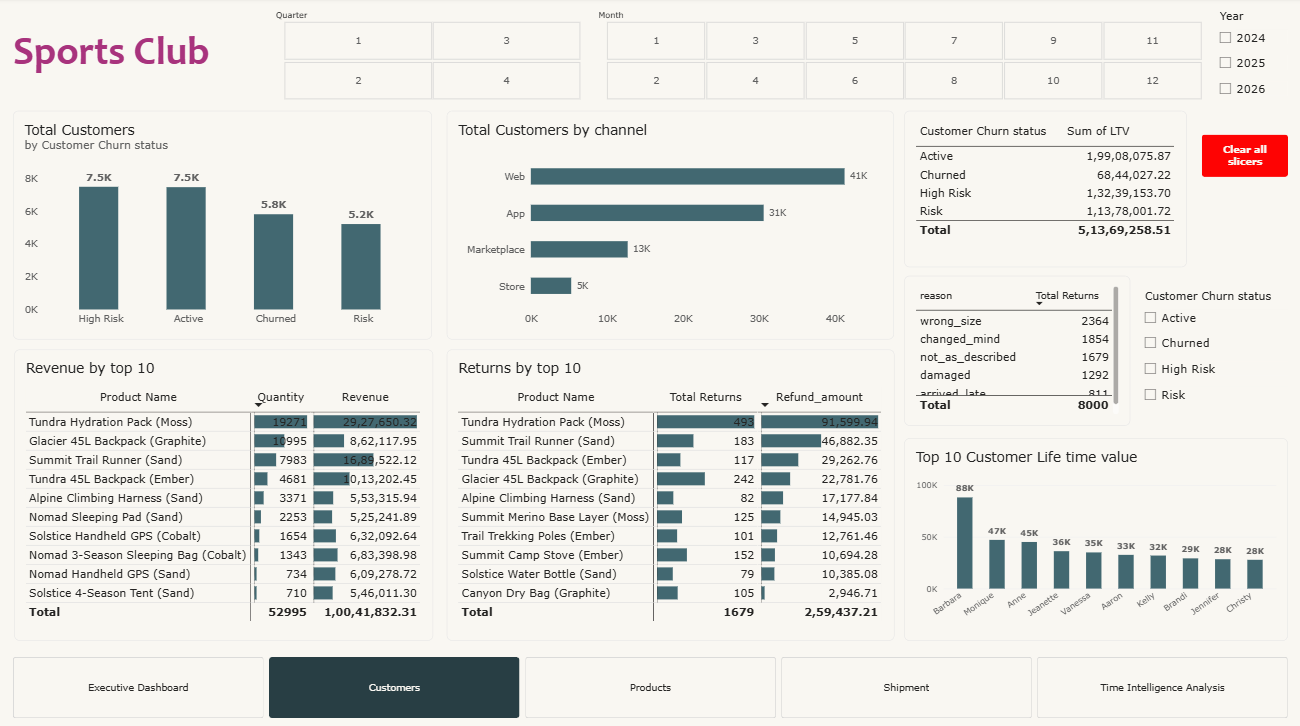 Sports Club
Quarter
1 3
2 4
Month
1 3 5 7 9 11
2 4 6 8 10 12
Year
2024
2025
2026
Total Customers
by Customer Churn status
8K
6K
4K
2K
0K
7.5K 7.5K 5.8K 5.2K
High Risk Active Churned Risk
Total Customers by channel
Web 41K
App 31K
Marketplace 13K
Store 5K
0K 10K 20K 30K 40K
Customer Churn status Sum of LTV
Active 1,99,08,075.87
Churned 68,44,027.22
High Risk 1,32,39,153.70
Risk 1,13,78,001.72
Total 5,13,69,258.51
Clear all
slicers
reason Total Returns
wrong_size 2364
changed_mind 1854
not_as_described 1679
damaged 1292
arrived_late 811
Total 8000
Customer Churn status
Active
Churned
High Risk
Risk
Revenue by top 10
Product Name Quantity Revenue
Tundra Hydration Pack (Moss) 19271 29,27,650.32
Glacier 45L Backpack (Graphite) 10995 8,62,117.95
Summit Trail Runner (Sand) 7983 16,89,522.12
Tundra 45L Backpack (Ember) 4681 10,13,202.45
Alpine Climbing Harness (Sand) 3371 5,53,315.94
Nomad Sleeping Pad (Sand) 2253 5,25,241.89
Solstice Handheld GPS (Cobalt) 1654 6,32,092.64
Nomad 3-Season Sleeping Bag (Cobalt) 1343 6,83,398.98
Nomad Handheld GPS (Sand) 734 6,09,278.72
Solstice 4-Season Tent (Sand) 710 5,46,011.30
Total 52995 1,00,41,832.31
Returns by top 10
Product Name Total Returns Refund_amount
Tundra Hydration Pack (Moss) 493 91,599.94
Summit Trail Runner (Sand) 183 46,882.35
Tundra 45L Backpack (Ember) 117 29,262.76
Glacier 45L Backpack (Graphite) 242 22,781.76
Alpine Climbing Harness (Sand) 82 17,177.84
Summit Merino Base Layer (Moss) 125 14,945.03
Trail Trekking Poles (Ember) 101 12,761.46
Summit Camp Stove (Ember) 152 10,694.28
Solstice Water Bottle (Sand) 79 10,385.08
Canyon Dry Bag (Graphite) 105 2,946.71
Total 1679 2,59,437.21
Top 10 Customer Life time value
100K
50K
0K
88K 47K 45K 36K 35K 33K 32K 29K 28K 28K
Barbara Monique Anne Jeanette Vanessa Aaron Kelly Brandi Jennifer Christy
Executive Dashboard
Customers
Products
Shipment
Time Intelligence Analysis